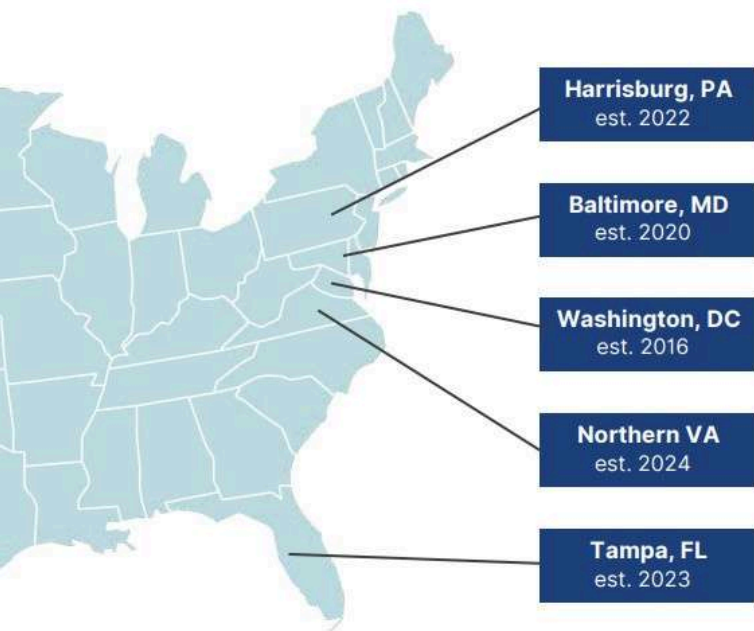 Harrisburg, PA
est. 2022
Baltimore, MD
est. 2020
Washington, DC
est. 2016
Northern VA
est. 2024
Tampa, FL
est. 2023